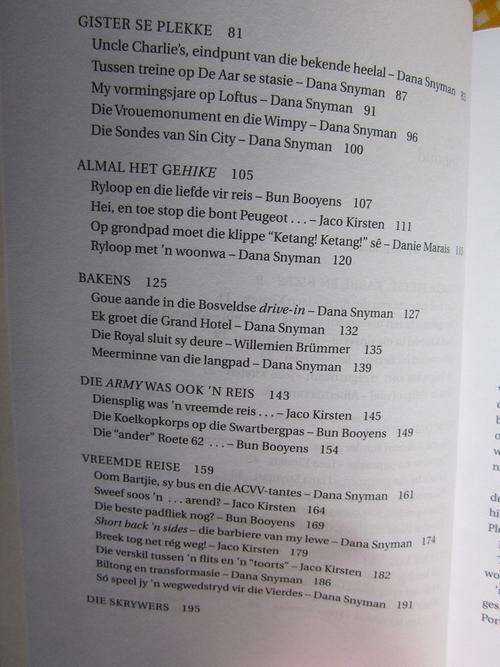 GISTER SE PLEKKE 81
Uncle Charlie's, eindpunt van die bekende heelal – Dana Snyman 83
Tussen treine op De Aar se stasie – Dana Snyman 87
My vormingsjare op Loftus – Dana Snyman 91
Die Vrouemonument en die Wimpy – Dana Snyman 96
Die Sondes van Sin City – Dana Snyman 100
ALMAL HET GEHIKE 105
Ryloop en die liefde vir reis – Bun Booyens 107
Hei, en toe stop die bont Peugeot . . . – Jaco Kirsten 111
Op grondpad moet die klippe “Ketang! Ketang!” sê – Danie Marais 115
Ryloop met 'n woonwa – Dana Snyman 120
BAKENS 125
Goue aande in die Bosveldse drive-in – Dana Snyman 127
Ek groet die Grand Hotel – Dana Snyman 132
Die Royal sluit sy deure – Willemien Brümmer 135
Meerminne van die langpad – Dana Snyman 139
DIE ARMY WAS OOK 'N REIS 143
Diensplig was 'n vreemde reis . . . – Jaco Kirsten 145
Die Koelkopkorps op die Swartbergpas – Bun Booyens 149
Die “ander” Roete 62 . . . – Bun Booyens 154
VREEMDE REISE 159
Oom Bartjie, sy bus en die ACVV-tantes – Dana Snyman 161
Sweef soos 'n . . . arend? – Jaco Kirsten 164
Die beste padfliek nog? – Bun Booyens 169
Short back 'n sides – die barbiere van my lewe – Dana Snyman 174
Breek tog net rég weg! – Jaco Kirsten 179
Die verskil tussen 'n flits en 'n “toorts” – Jaco Kirsten 182
Biltong en transformasie – Dana Snyman 186
Só speel jy 'n wegwedstryd vir die Vierdes – Dana Snyman 191
DIE SKRYWERS 195